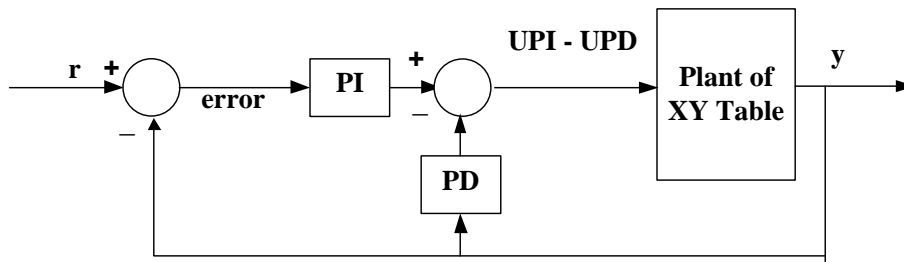 r
+
−
error
PI
+
−
UPI - UPD
Plant of
XY Table
y
PD